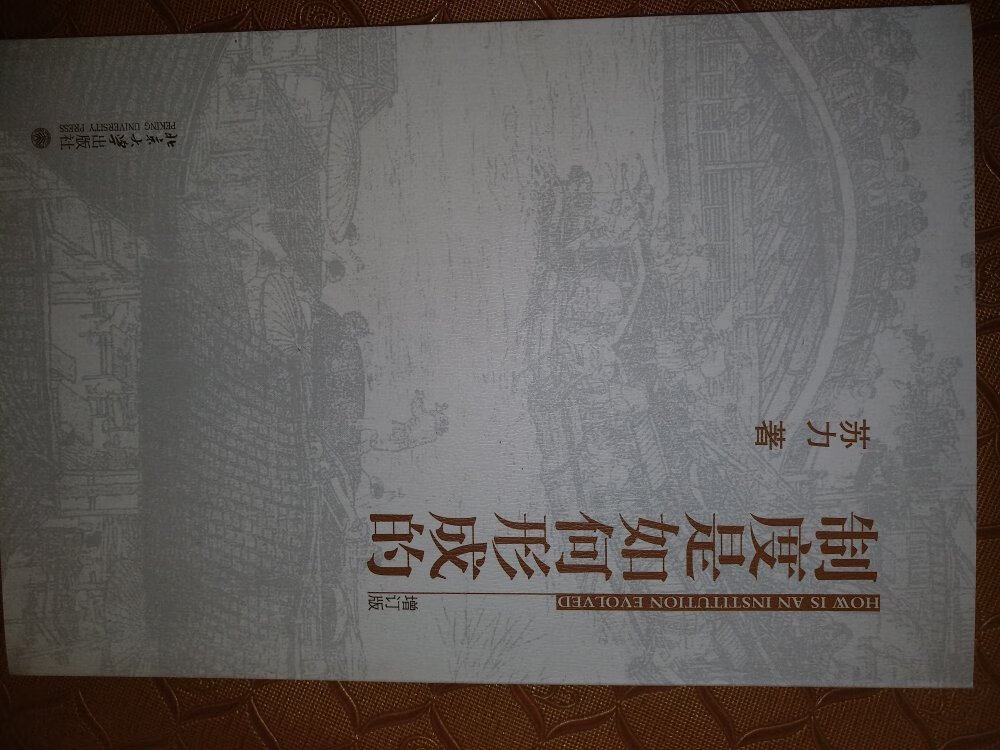 HOW IS AN INSTITUTION EVOLVED
增订版
制度是如何形成的
苏力 著
北京大学出版社
PEKING UNIVERSITY PRESS